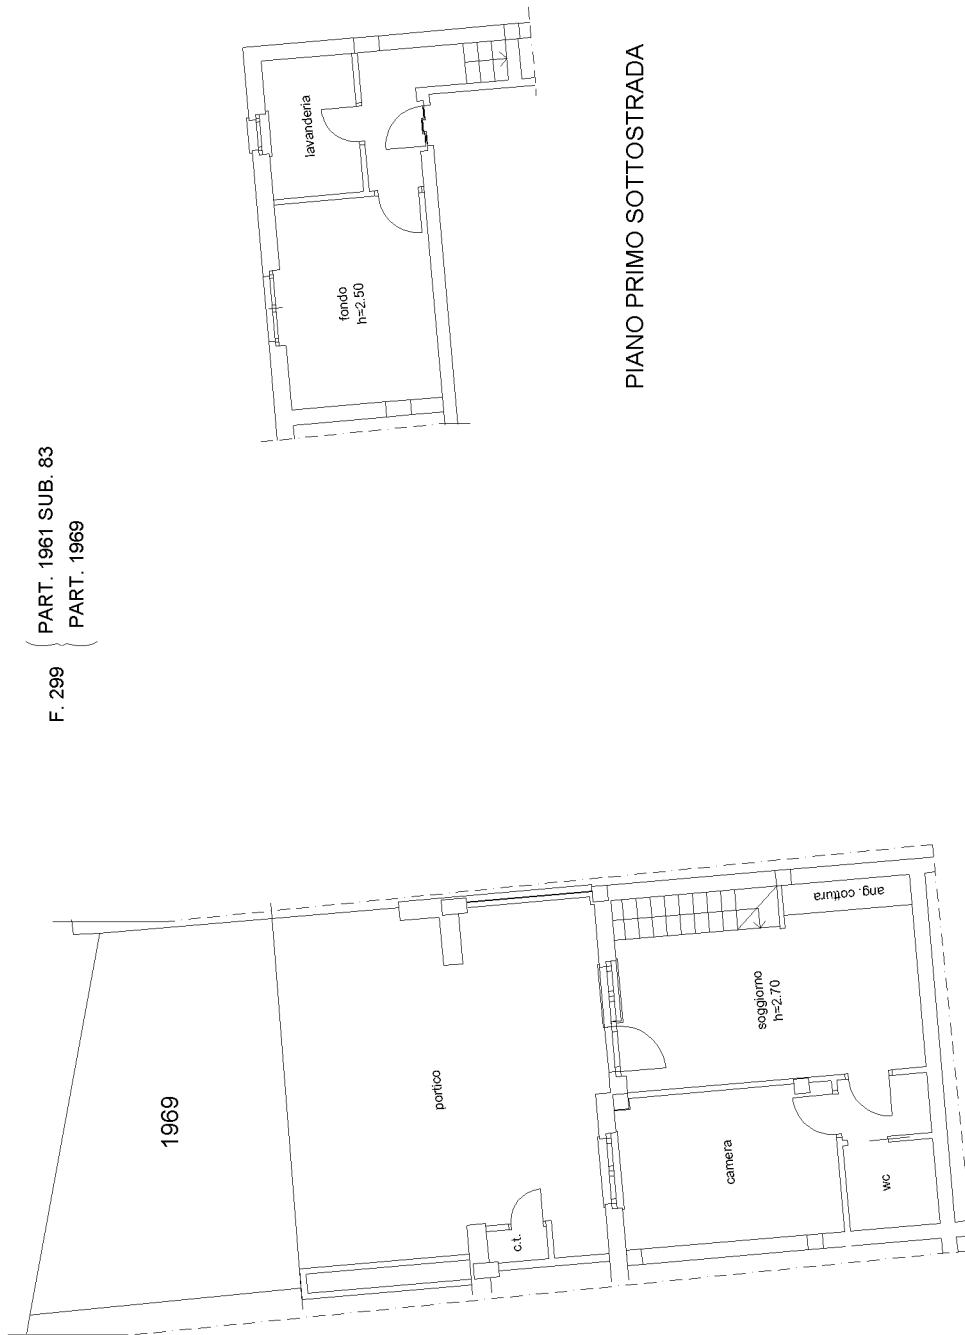 F. 299
PART. 1961 SUB. 83
PART. 1969
1969
portico
c.t.
camera
wc
soggiorno
h=2.70
ang. cottura
lavanderia
fondo
h=2.50
PIANO PRIMO SOTTOSTRADA